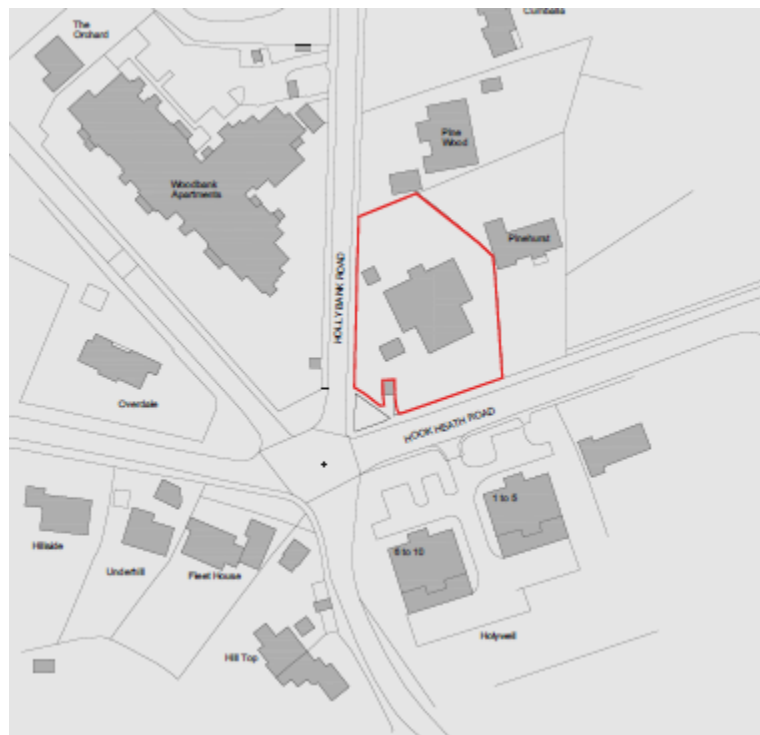 The
Orchard
Cumbella
Pine
Wood
Woodbank
Apartments
Pinehurst
HOLLYBANK ROAD
Overdale
HOOK HEATH ROAD
1 to 5
Hillside
Underhill
Fleet House
6 to 10
Hill Top
Holywell